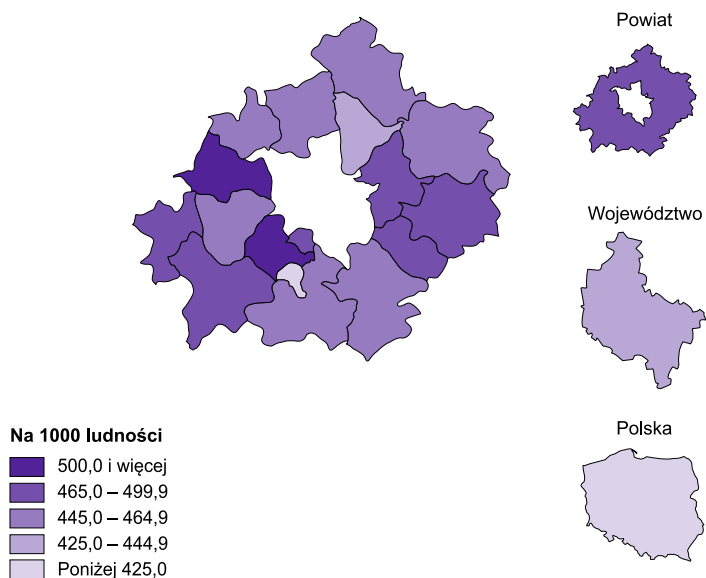 Powiat
Województwo
Polska
Na 1000 ludności
500,0 i więcej
465,0 – 499,9
445,0 – 464,9
425,0 – 444,9
Poniżej 425,0